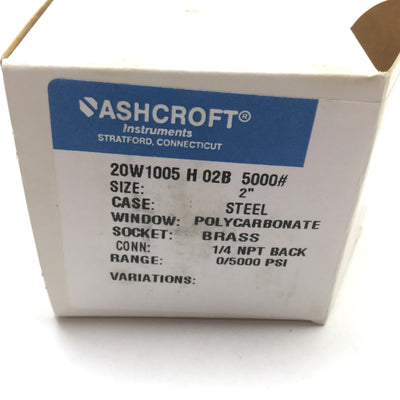 ASHCROFT®
Instruments
STRATFORD, CONNECTICUT
20W1005 H 02B 5000#
SIZE: 2"
CASE: STEEL
WINDOW: POLYCARBONATE
SOCKET: BRASS
CONN: 1/4 NPT BACK
RANGE: 0/5000 PSI
VARIATIONS: